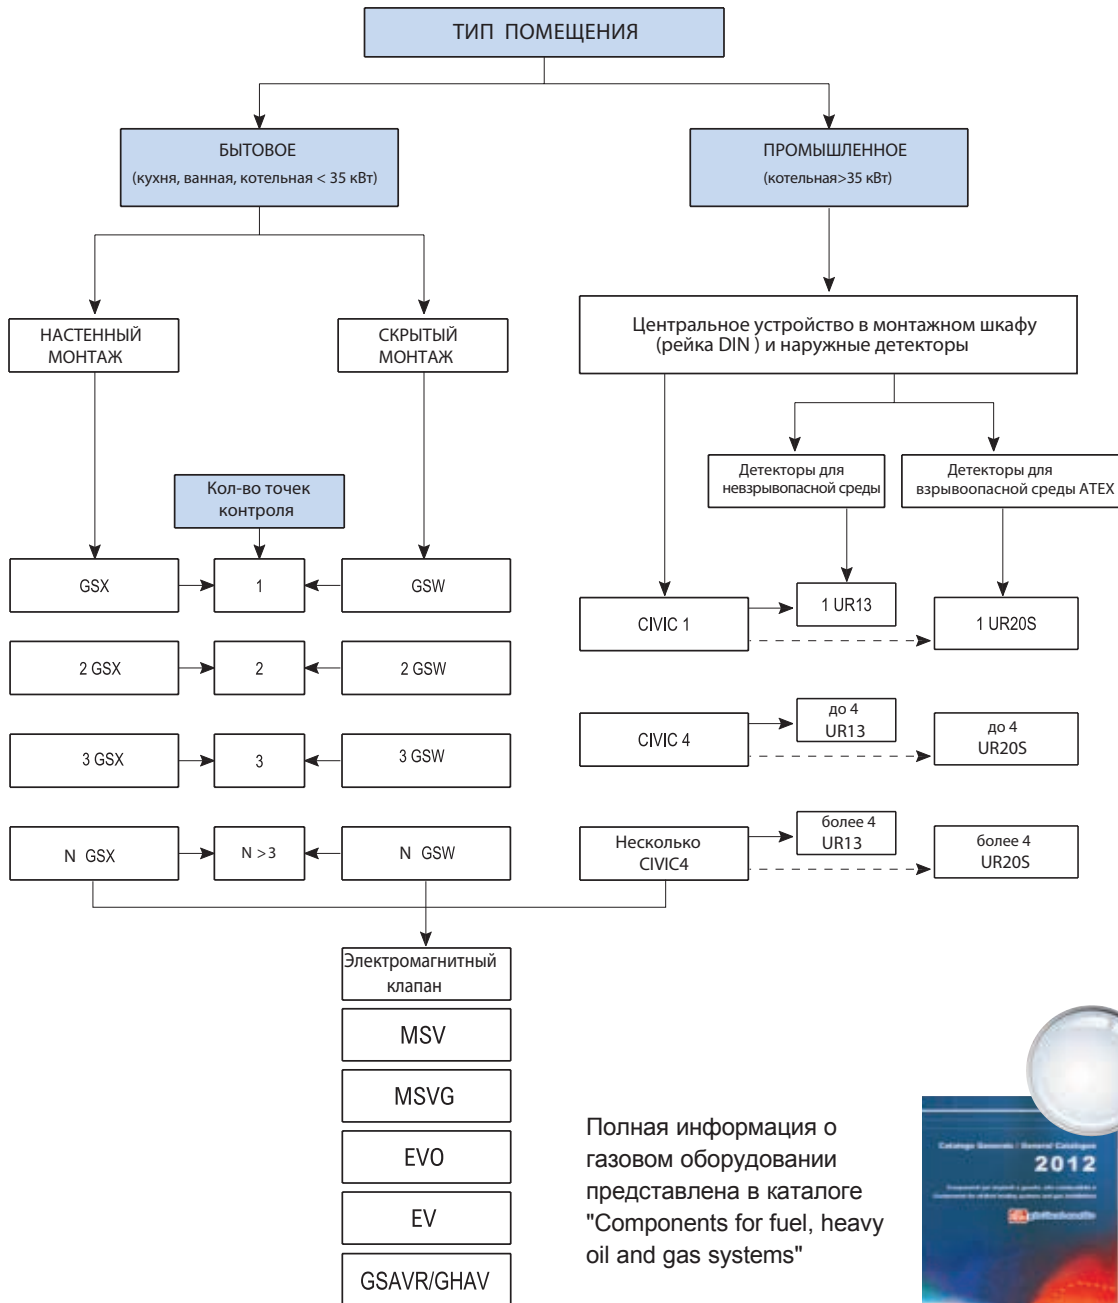 ТИП ПОМЕЩЕНИЯ
БЫТОВОЕ
(кухня, ванная, котельная < 35 кВт)
ПРОМЫШЛЕННОЕ
(котельная>35 кВт)
НАСТЕННЫЙ
МОНТАЖ
СКРЫТЫЙ
МОНТАЖ
Центральное устройство в монтажном шкафу
(рейка DIN ) и наружные детекторы
Детекторы для
невзрывопасной среды
Детекторы для
взрывоопасной среды ATEX
Кол-во точек
контроля
GSX
1
GSW
CIVIC 1
1 UR13
1 UR20S
2 GSX
2
2 GSW
CIVIC 4
до 4
UR13
до 4
UR20S
3 GSX
3
3 GSW
N GSX
N >3
N GSW
Несколько
CIVIC4
более 4
UR13
более 4
UR20S
Электромагнитный
клапан
MSV
MSVG
EVO
EV
GSAVR/GHAV
Полная информация о
газовом оборудовании
представлена в каталоге
"Components for fuel, heavy
oil and gas systems"
Catalogo Generale / General Catalogue
2012